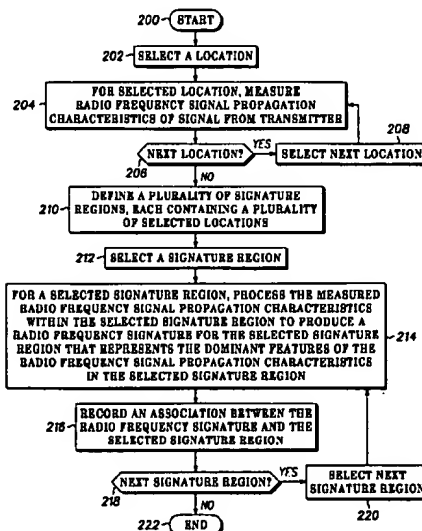 200
START
202
SELECT A LOCATION
204
FOR SELECTED LOCATION, MEASURE
RADIO FREQUENCY SIGNAL PROPAGATION
CHARACTERISTICS OF SIGNAL FROM TRANSMITTER
206
NEXT LOCATION?
YES
208
SELECT NEXT LOCATION
NO
210
DEFINE A PLURALITY OF SIGNATURE
REGIONS, EACH CONTAINING A PLURALITY
OF SELECTED LOCATIONS
212
SELECT A SIGNATURE REGION
FOR A SELECTED SIGNATURE REGION, PROCESS THE MEASURED
RADIO FREQUENCY SIGNAL PROPAGATION CHARACTERISTICS
WITHIN THE SELECTED SIGNATURE REGION TO PRODUCE A
RADIO FREQUENCY SIGNATURE FOR THE SELECTED SIGNATURE
REGION THAT REPRESENTS THE DOMINANT FEATURES OF THE
RADIO FREQUENCY SIGNAL PROPAGATION CHARACTERISTICS
IN THE SELECTED SIGNATURE REGION
214
216
RECORD AN ASSOCIATION BETWEEN THE
RADIO FREQUENCY SIGNATURE AND THE
SELECTED SIGNATURE REGION
218
NEXT SIGNATURE REGION?
YES
SELECT NEXT
SIGNATURE REGION
220
NO
222
END